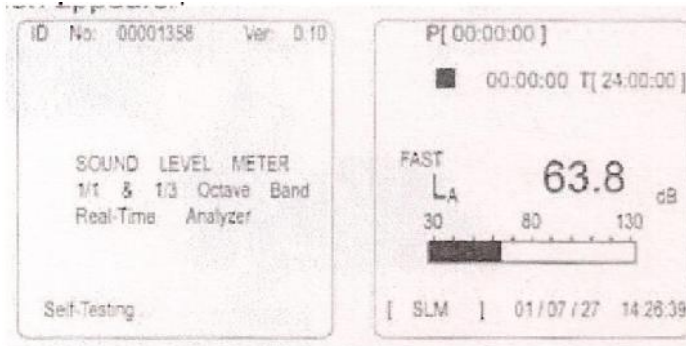 ID No: 00001358 Ver: 0.10
SOUND LEVEL METER
1/1 & 1/3 Octave Band
Real-Time Analyzer
Self-Testing
P[ 00:00:00 ]
00:00:00 T[ 24:00:00 ]
FAST
LA 63.8 dB
30 80 130
[ SLM ] 01/07/27 14:26:39